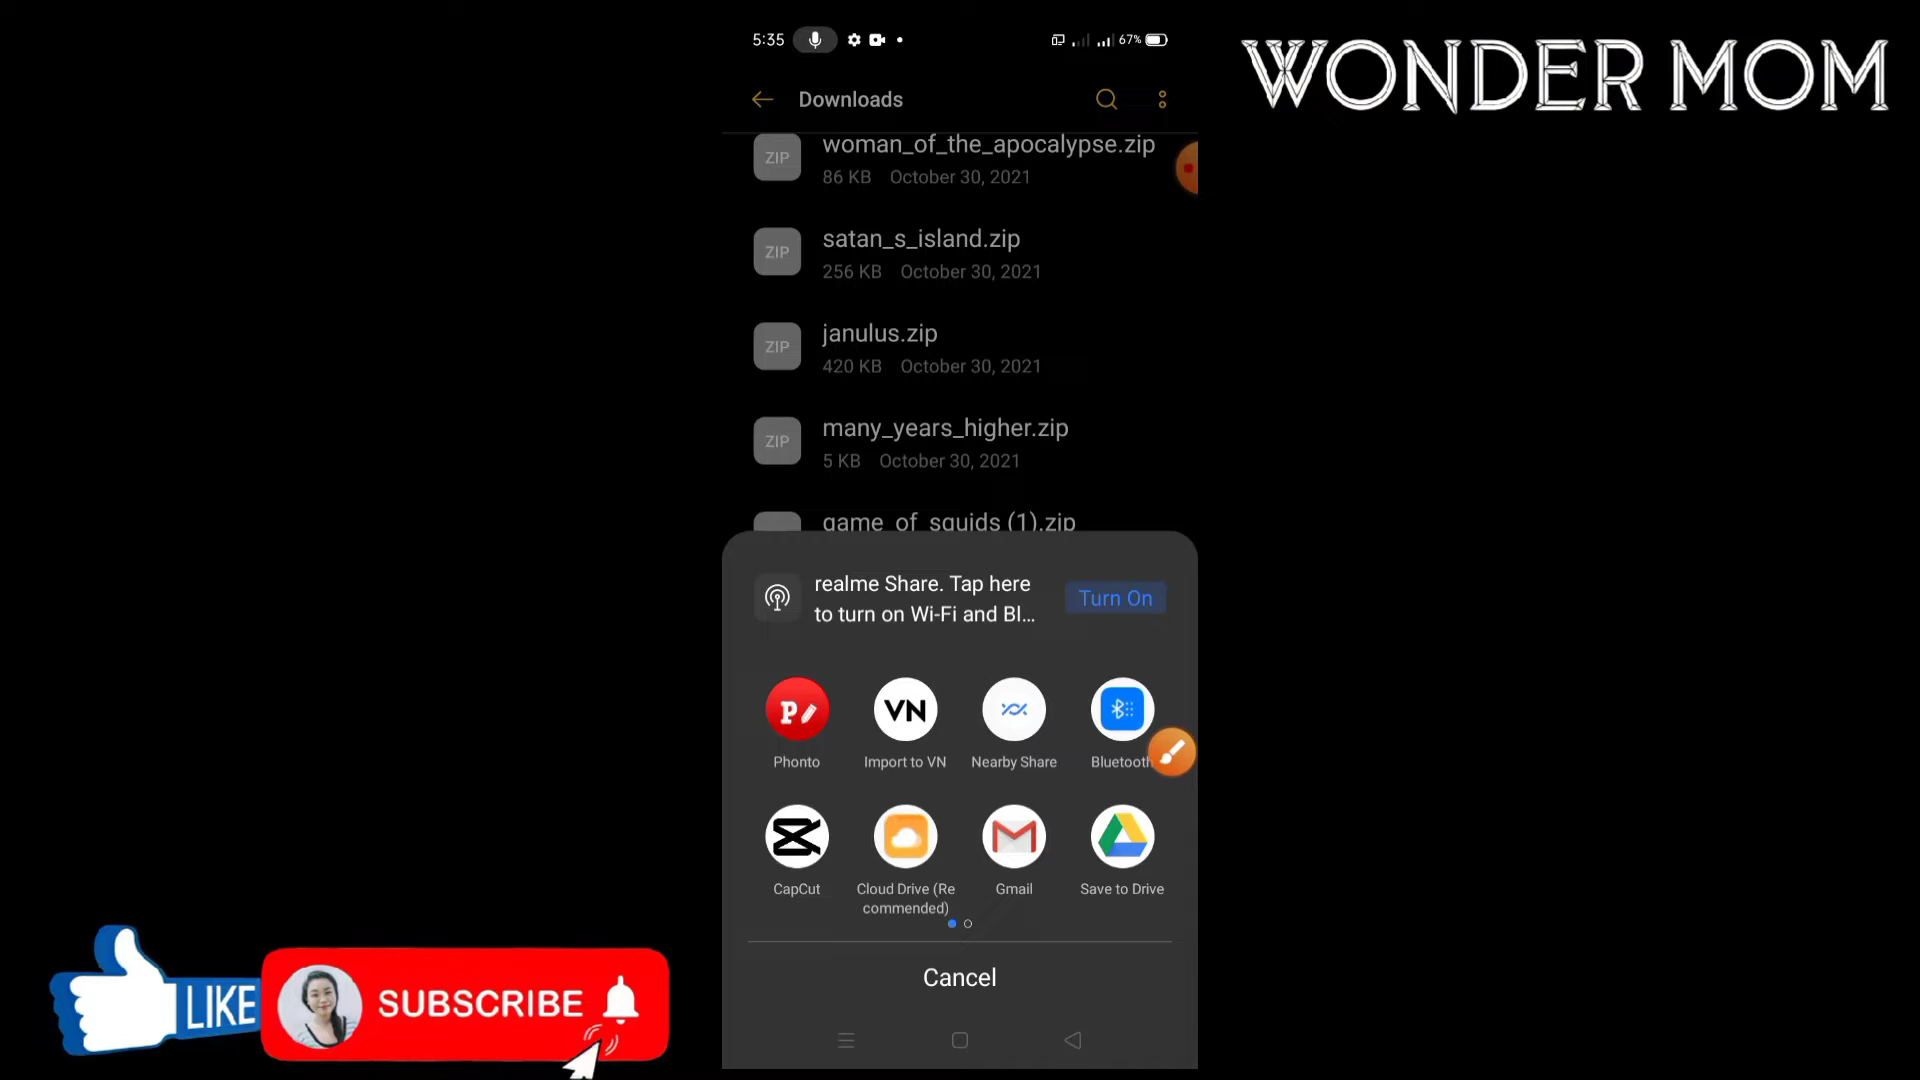 5:35
67%
WONDER MOM
Downloads
ZIP
woman_of_the_apocalypse.zip
86 KB October 30, 2021
ZIP
satan_s_island.zip
256 KB October 30, 2021
ZIP
janulus.zip
420 KB October 30, 2021
ZIP
many_years_higher.zip
5 KB October 30, 2021
game_of_squids (1).zip
realme Share. Tap here
to turn on Wi-Fi and Bl...
Turn On
P
VN
Phonto
Import to VN
Nearby Share
Bluetooth
CapCut
Cloud Drive (Re
commended)
Gmail
Save to Drive
Cancel
LIKE
SUBSCRIBE